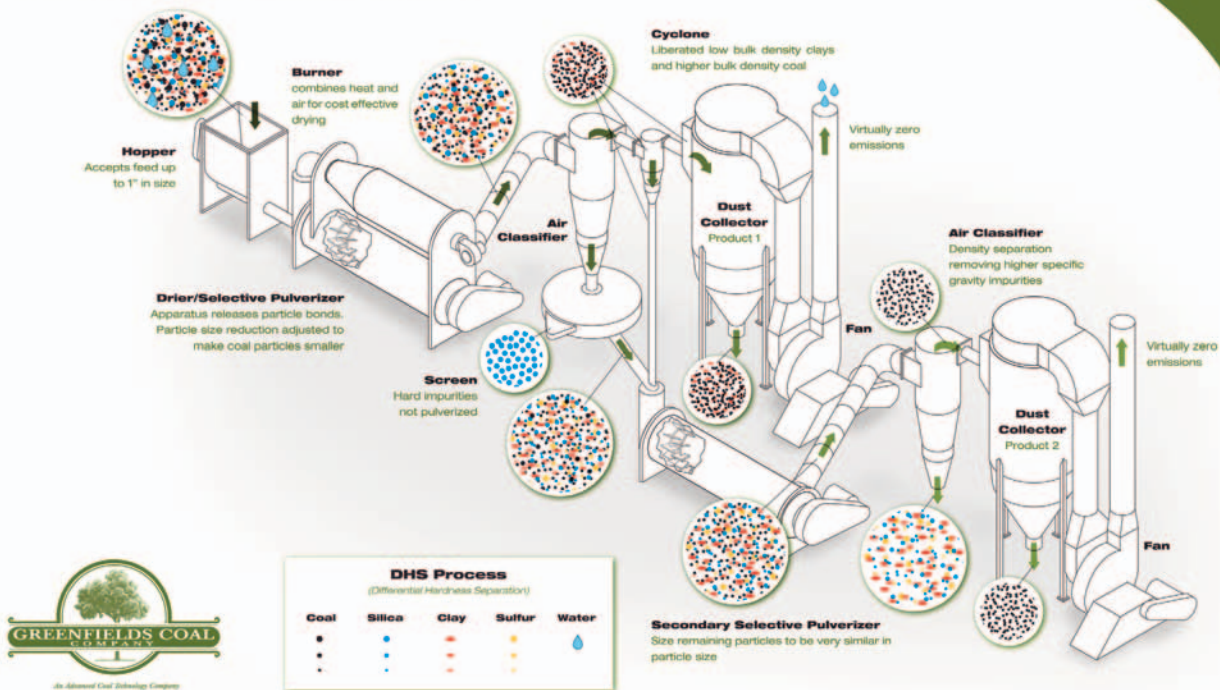 Hopper
Accepts feed up
to 1" in size
Burner
combines heat and
air for cost effective
drying
Drier/Selective Pulverizer
Apparatus releases particle bonds.
Particle size reduction adjusted to
make coal particles smaller
Air
Classifier
Screen
Hard impurities
not pulverized
Cyclone
Liberated low bulk density clays
and higher bulk density coal
Dust
Collector
Product 1
Virtually zero
emissions
Fan
Air Classifier
Density separation
removing higher specific
gravity impurities
Dust
Collector
Product 2
Virtually zero
emissions
Fan
Secondary Selective Pulverizer
Size remaining particles to be very similar in
particle size
DHS Process
(Differential Hardness Separation)
Coal Silica Clay Sulfur Water
GREENFIELDS COAL
COMPANY
An Advanced Coal Technology Company